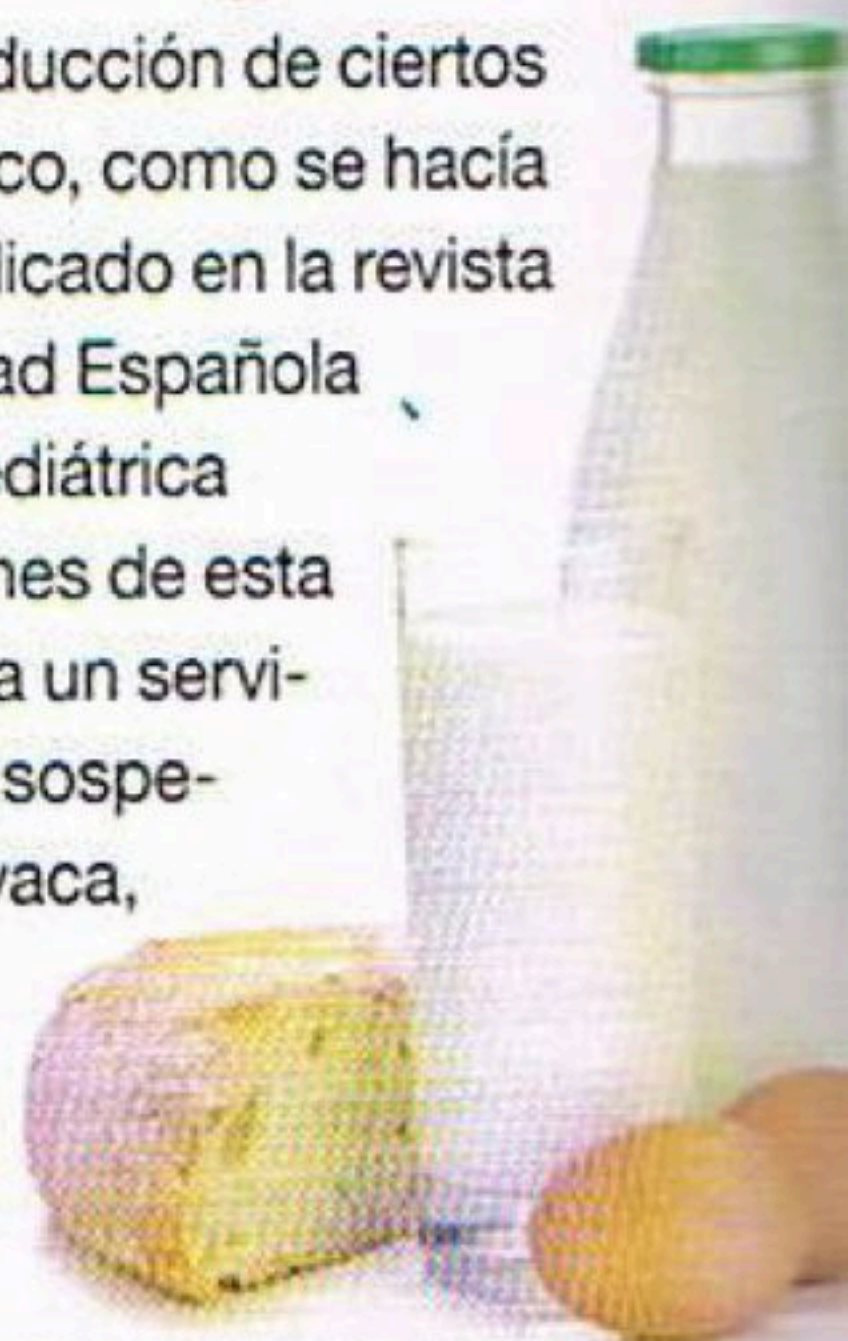 ducción de ciertos
co, como se hacía
licado en la revista
ad Española
diátrica
nes de esta
a un servi-
sospe-
vaca,